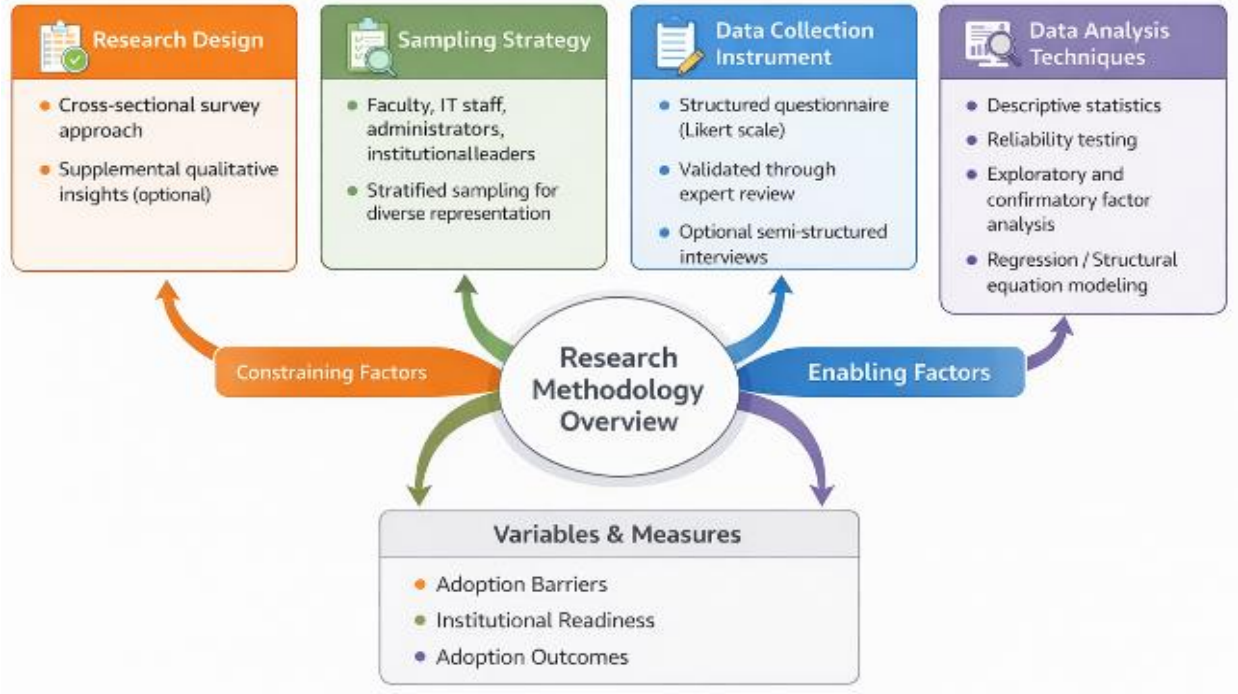 Research Design
Cross-sectional survey
approach
Supplemental qualitative
insights (optional)
Sampling Strategy
Faculty, IT staff,
administrators,
institutionalleaders
Stratified sampling for
diverse representation
Data Collection
Instrument
Structured questionnaire
(Likert scale)
Validated through
expert review
Optional semi-structured
interviews
Data Analysis
Techniques
Descriptive statistics
Reliability testing
Exploratory and
confirmatory factor
analysis
Regression / Structural
equation modeling
Constraining Factors
Research
Methodology
Overview
Enabling Factors
Variables & Measures
Adoption Barriers
Institutional Readiness
Adoption Outcomes